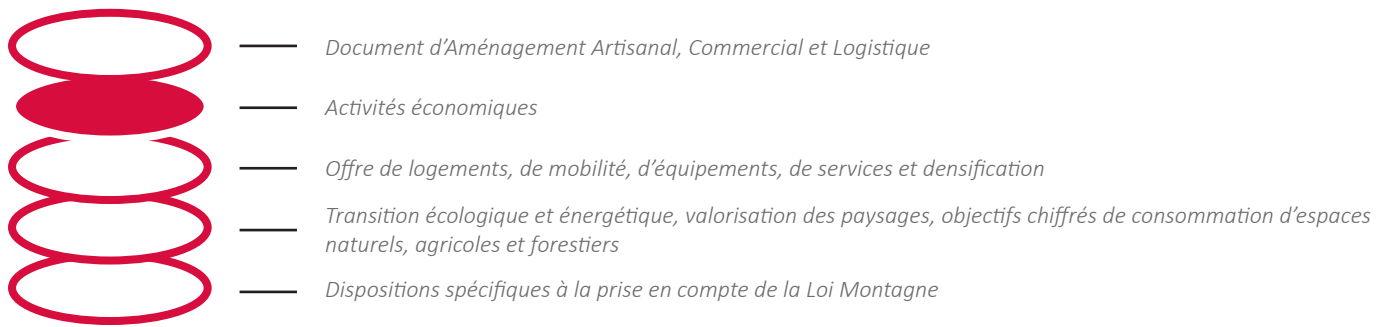 Document d’Aménagement Artisanal, Commercial et Logistique
Activités économiques
Offre de logements, de mobilité, d’équipements, de services et densification
Transition écologique et énergétique, valorisation des paysages, objectifs chiffrés de consommation d’espaces
naturels, agricoles et forestiers
Dispositions spécifiques à la prise en compte de la Loi Montagne